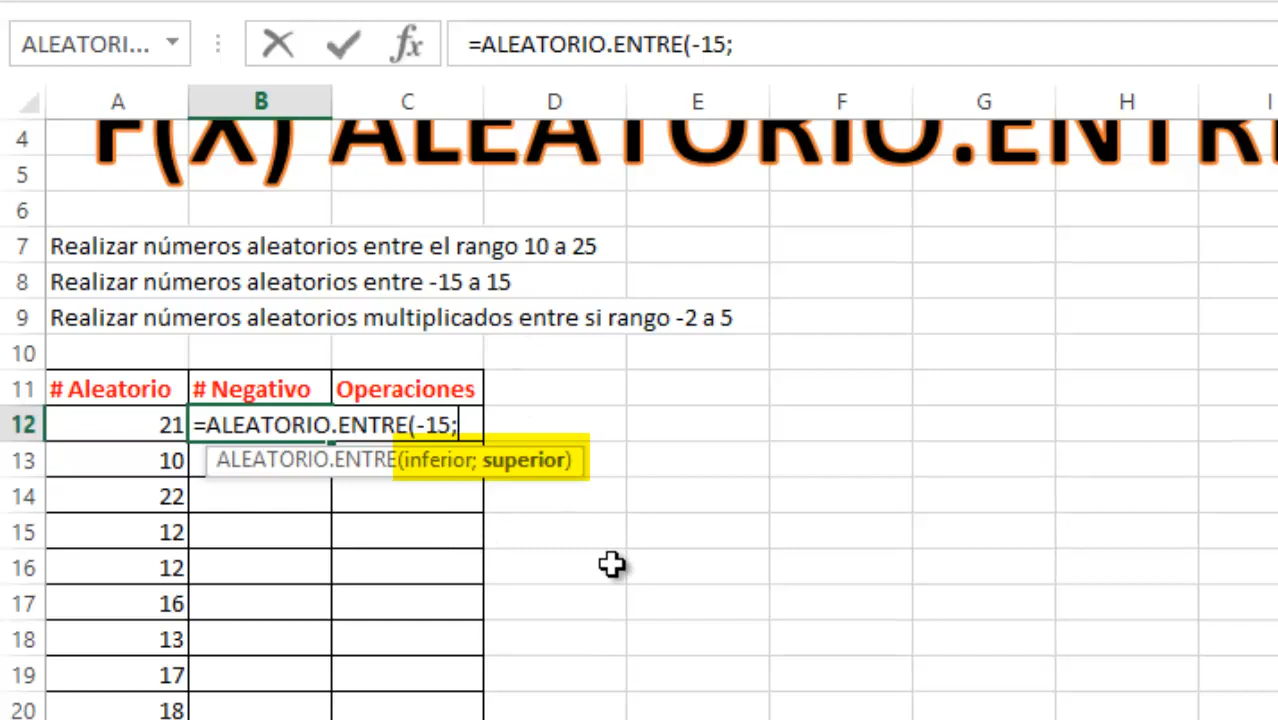 ALEATORI... fx =ALEATORIO.ENTRE(-15;
A B C D E F G H I
4 F(X) ALEATORIO.ENTRE
5
6
7 Realizar números aleatorios entre el rango 10 a 25
8 Realizar números aleatorios entre -15 a 15
9 Realizar números aleatorios multiplicados entre si rango -2 a 5
10
11 # Aleatorio # Negativo Operaciones
12 21 =ALEATORIO.ENTRE(-15;
13 10 ALEATORIO.ENTRE(inferior; superior)
14 22
15 12
16 12
17 16
18 13
19 17
20 18